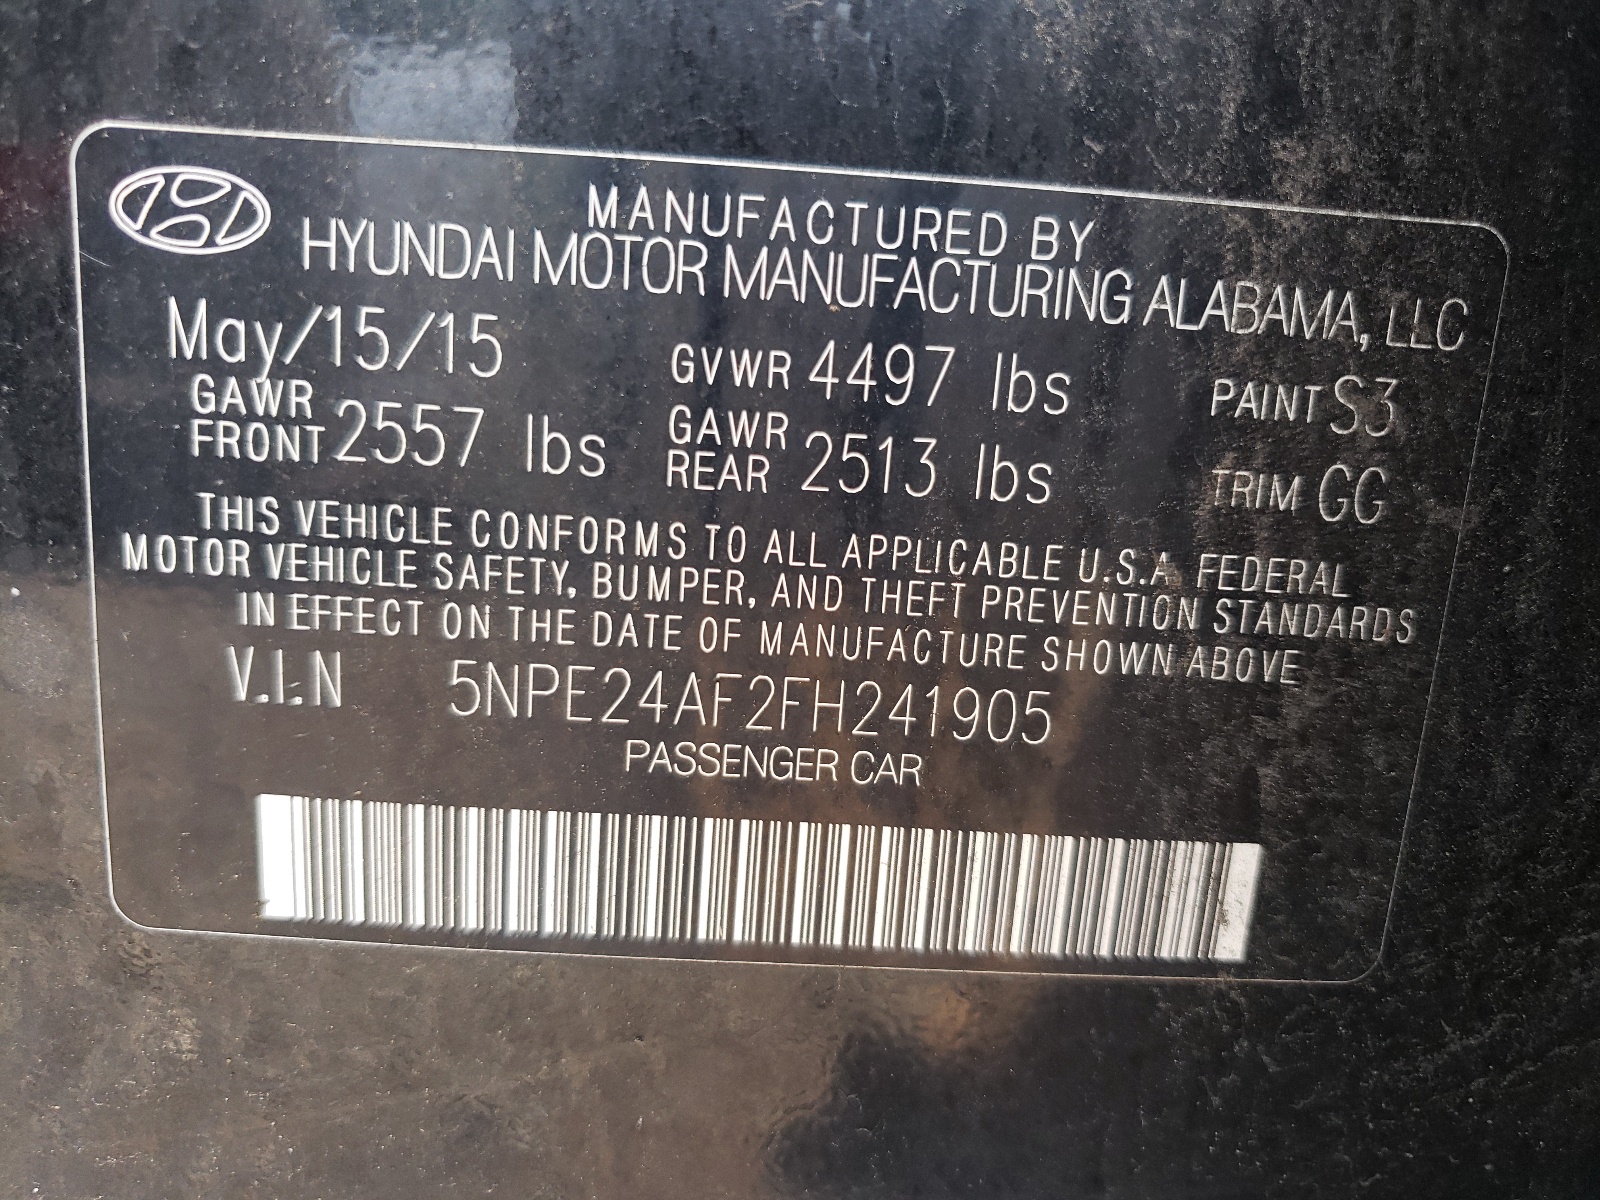 MANUFACTURED BY
HYUNDAI MOTOR MANUFACTURING ALABAMA, LLC
May/15/15 GVWR 4497 lbs PAINT S3
GAWR FRONT 2557 lbs GAWR REAR 2513 lbs TRIM GG
THIS VEHICLE CONFORMS TO ALL APPLICABLE U.S.A FEDERAL
MOTOR VEHICLE SAFETY, BUMPER, AND THEFT PREVENTION STANDARDS
IN EFFECT ON THE DATE OF MANUFACTURE SHOWN ABOVE
V.I.N 5NPE24AF2FH241905
PASSENGER CAR